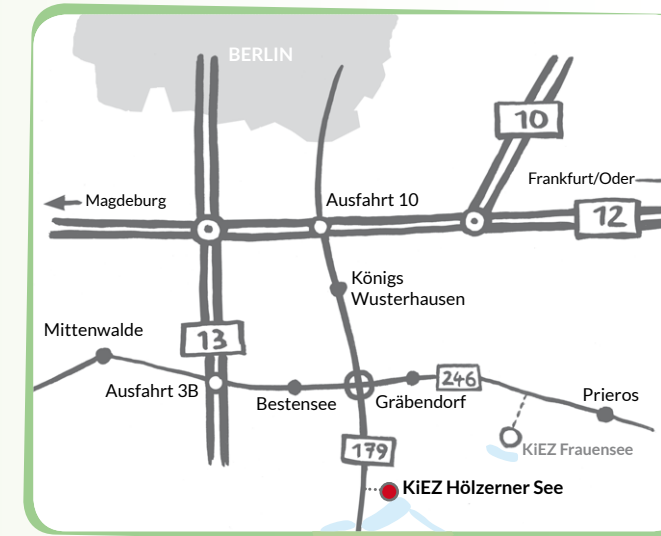 BERLIN
10
Frankfurt/Oder
Magdeburg
Ausfahrt 10
12
Königs
Wusterhausen
Mittenwalde
13
Ausfahrt 3B
246
Bestensee
Gräbendorf
Prieros
KiEZ Frauensee
179
KiEZ Hölzerner See